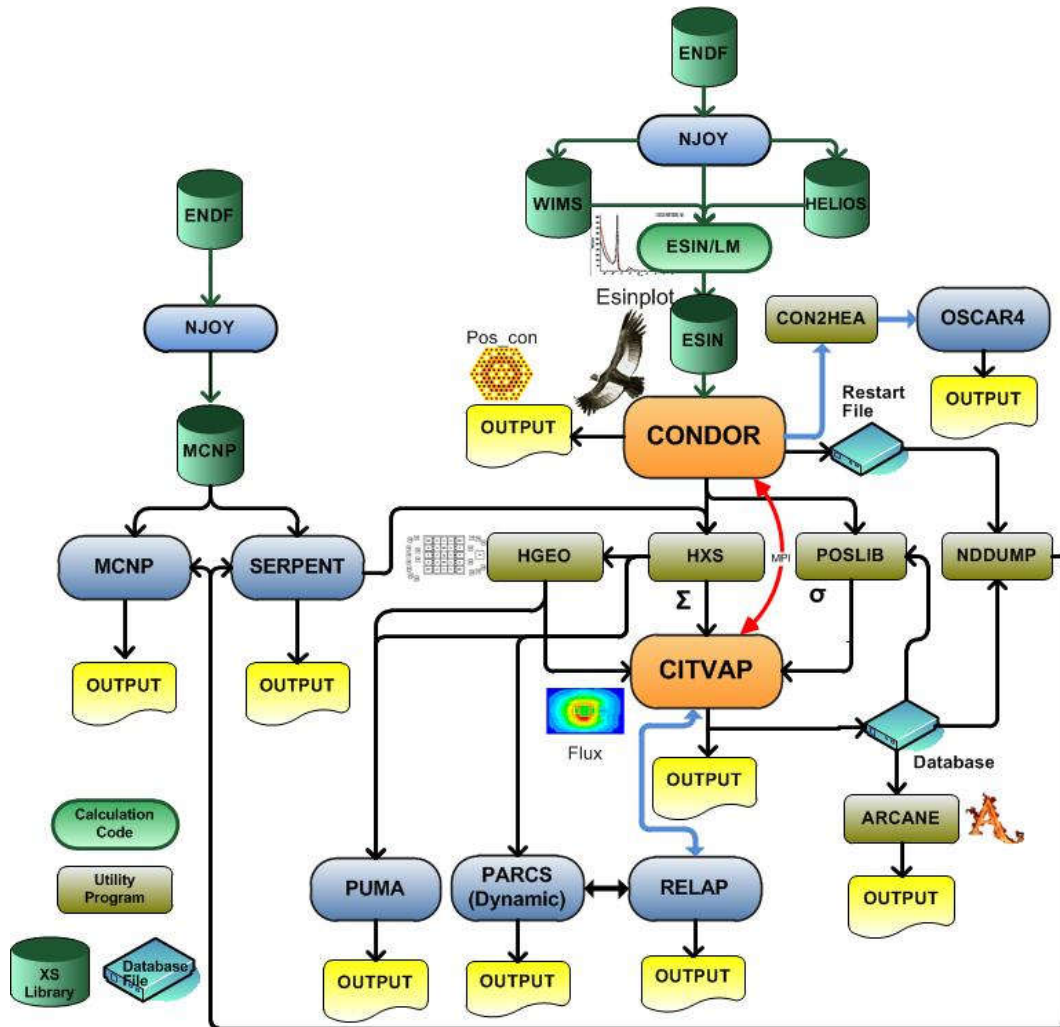 ENDF
NJOY
WIMS
HELIOS
ESIN/LM
Esinplot
ESIN
ENDF
NJOY
MCNP
Pos_con
OUTPUT
CONDOR
CON2HEA
OSCAR4
OUTPUT
Restart
File
MCNP
SERPENT
HGEO
HXS
MPI
POSLIB
NDDUMP
Σ
σ
OUTPUT
OUTPUT
CITVAP
Flux
OUTPUT
Database
ARCANE
A
OUTPUT
Calculation
Code
Utility
Program
XS
Library
Database
File
PUMA
PARCS
(Dynamic)
RELAP
OUTPUT
OUTPUT
OUTPUT